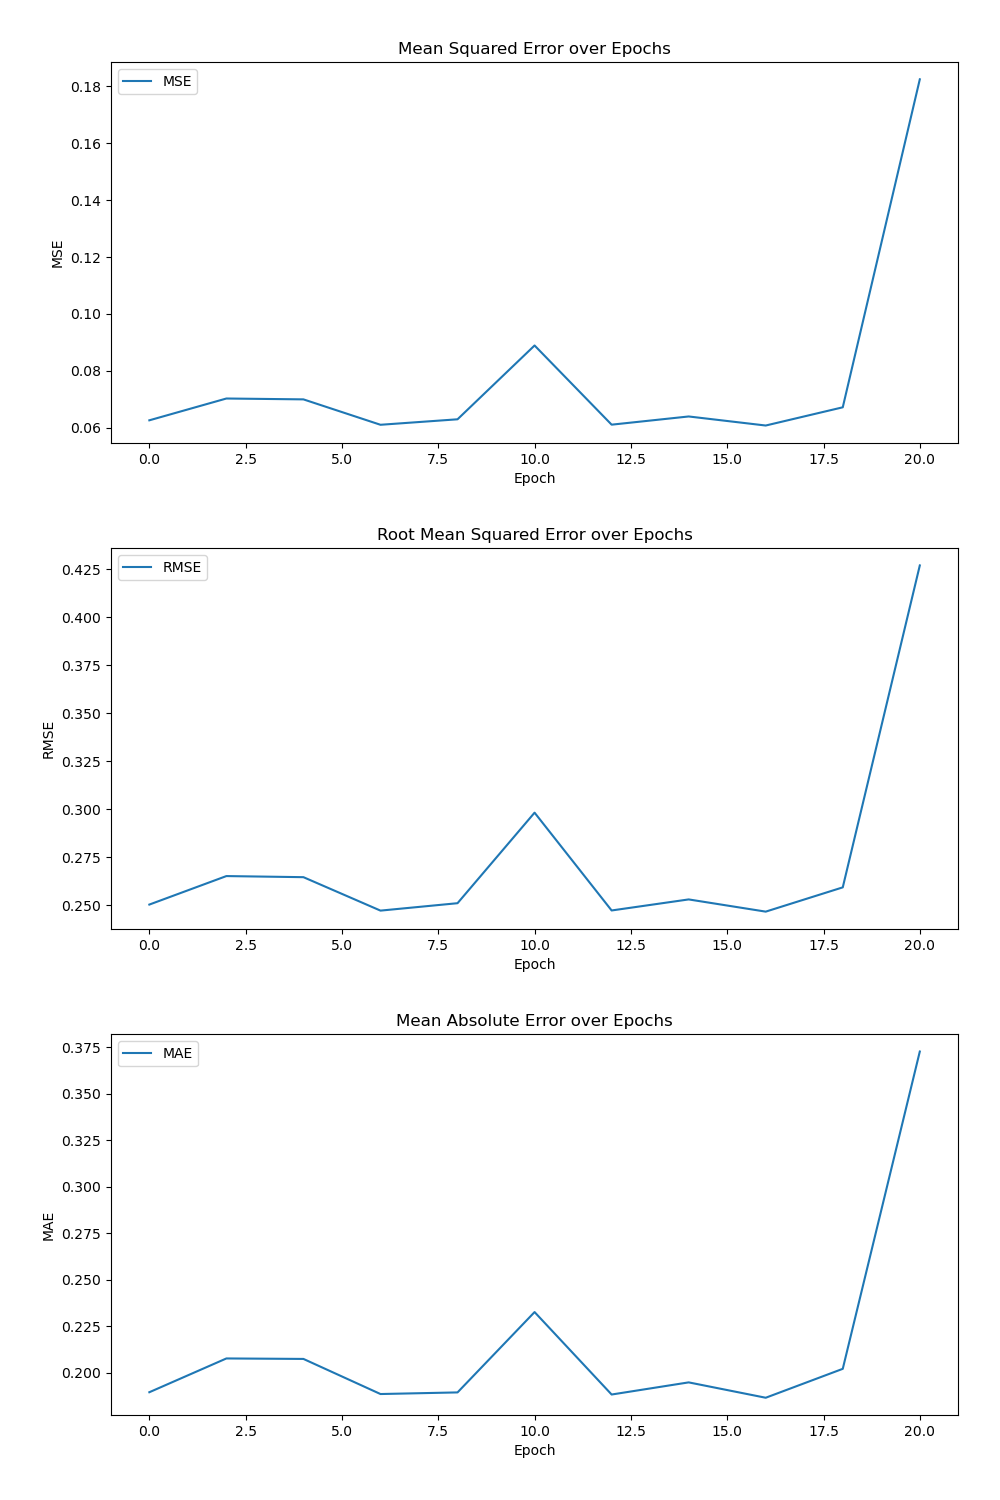 Mean Squared Error over Epochs
MSE
0.18
0.16
0.14
0.12
0.10
0.08
0.06
MSE
0.0 2.5 5.0 7.5 10.0 12.5 15.0 17.5 20.0
Epoch
Root Mean Squared Error over Epochs
RMSE
0.425
0.400
0.375
0.350
0.325
0.300
0.275
0.250
RMSE
0.0 2.5 5.0 7.5 10.0 12.5 15.0 17.5 20.0
Epoch
Mean Absolute Error over Epochs
MAE
0.375
0.350
0.325
0.300
0.275
0.250
0.225
0.200
MAE
0.0 2.5 5.0 7.5 10.0 12.5 15.0 17.5 20.0
Epoch